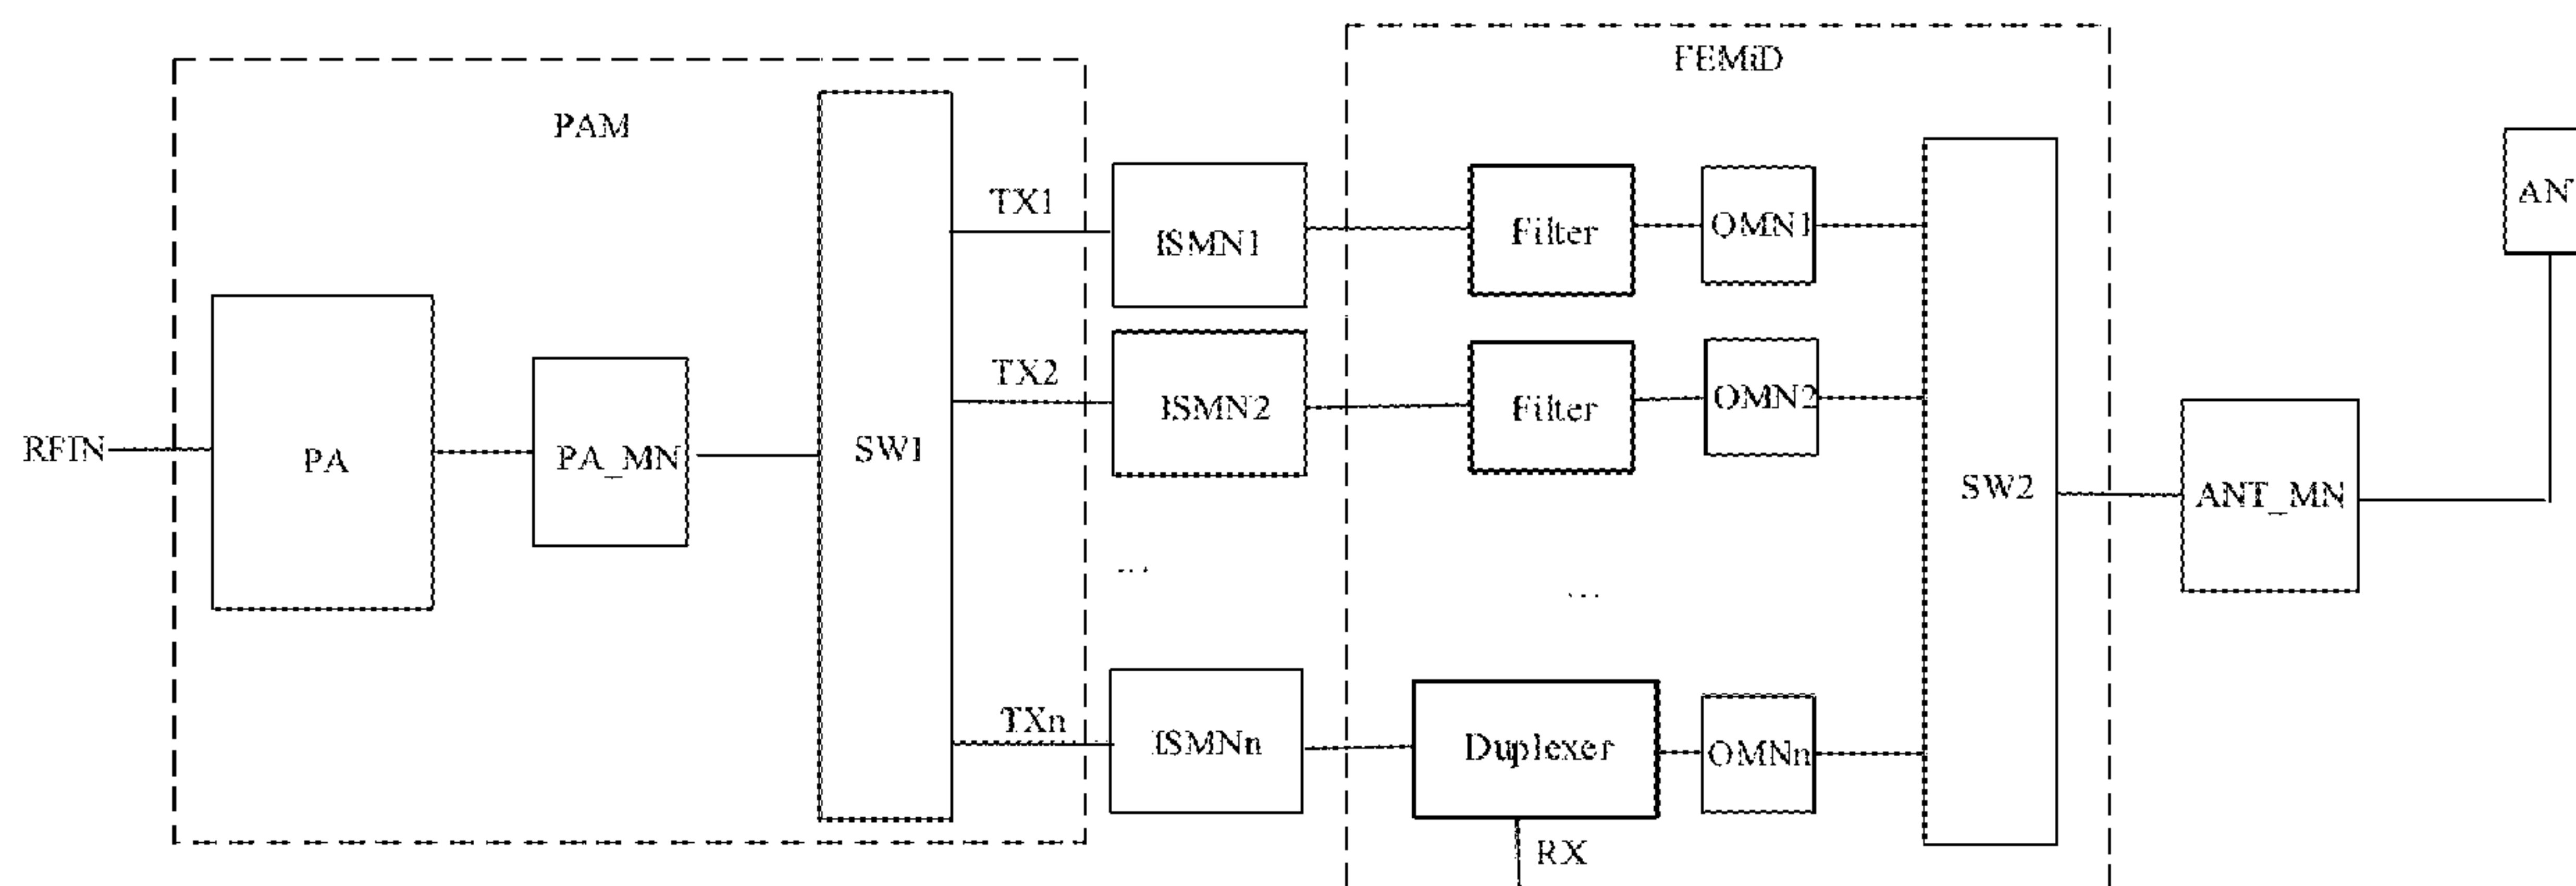 FEMiD
PAM
TX1
ISMN1
Filter
OMN1
AN
TX2
ISMN2
Filter
OMN2
RFIN
PA
PA_MN
SW1
SW2
ANT_MN
...
...
TXn
ISMNn
Duplexer
OMNn
RX